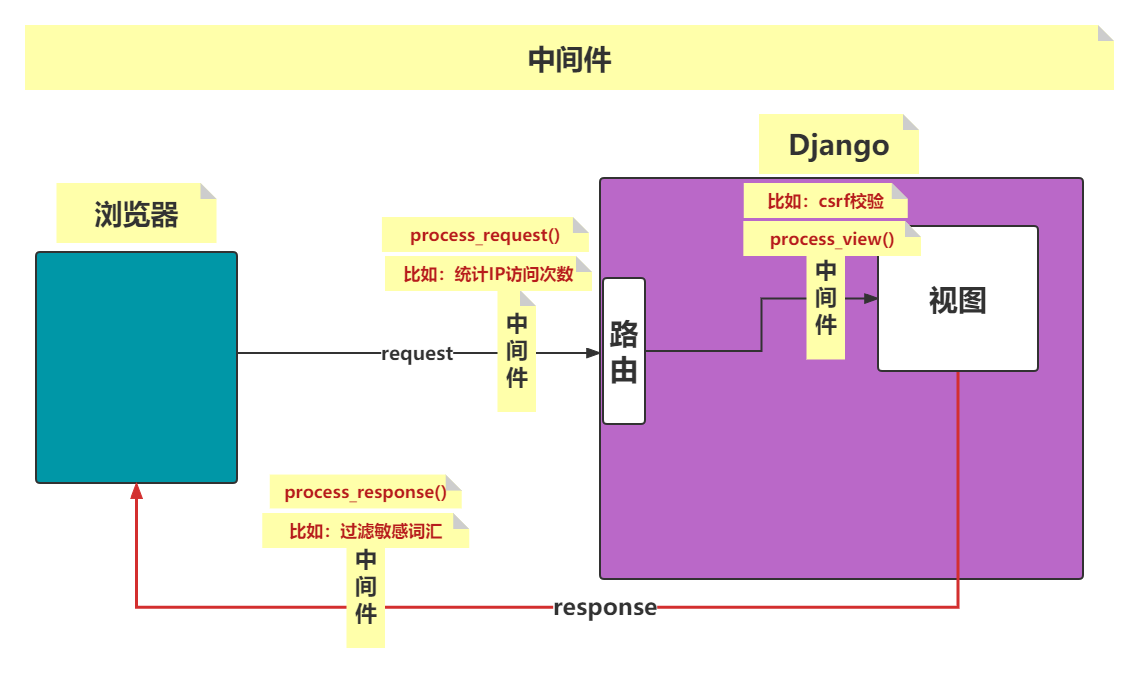 中间件
Django
浏览器
比如：csrf校验
process_view()
process_request()
比如：统计IP访问次数
中
间
件
视图
路
由
中
间
件
request
process_response()
比如：过滤敏感词汇
中
间
件
response